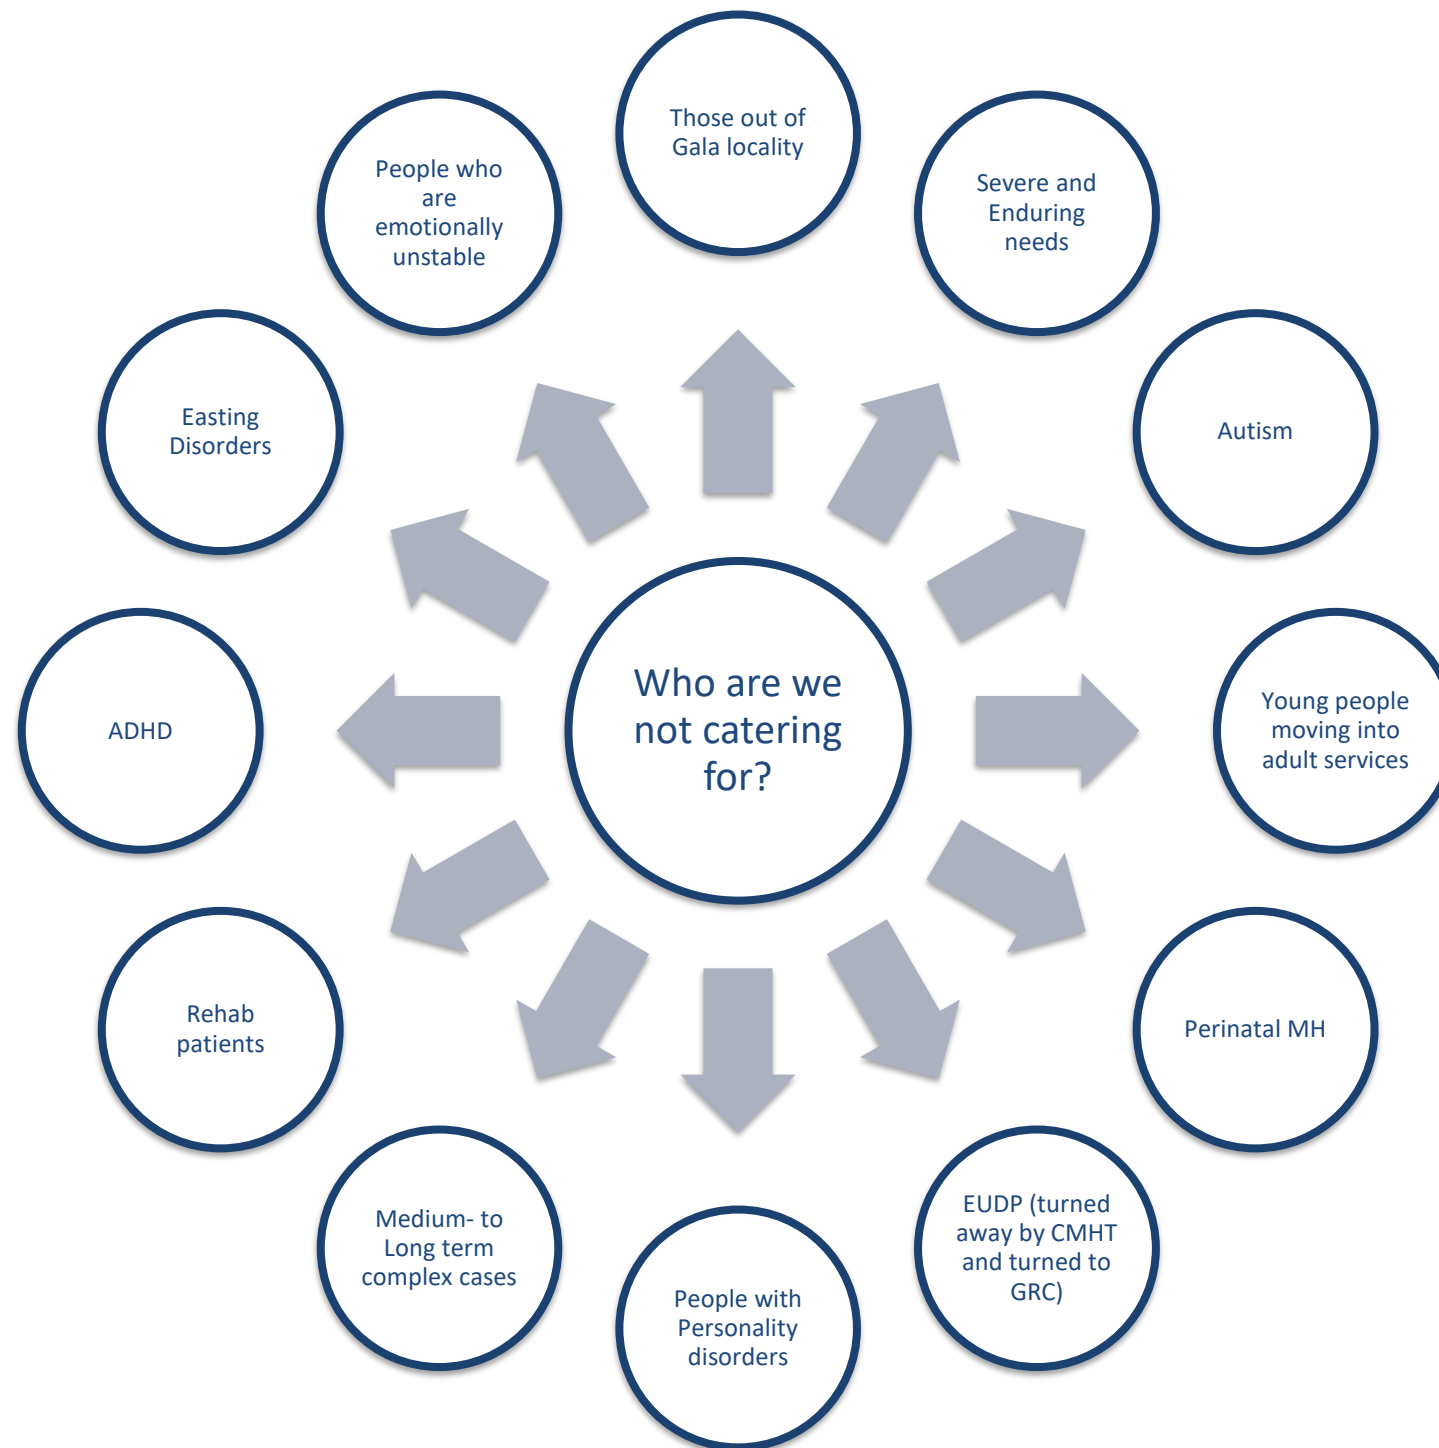 Who are we
not catering
for?
Those out of
Gala locality
Severe and
Enduring
needs
Autism
Young people
moving into
adult services
Perinatal MH
EUDP (turned
away by CMHT
and turned to
GRC)
People with
Personality
disorders
Medium- to
Long term
complex cases
Rehab
patients
ADHD
Easting
Disorders
People who
are
emotionally
unstable